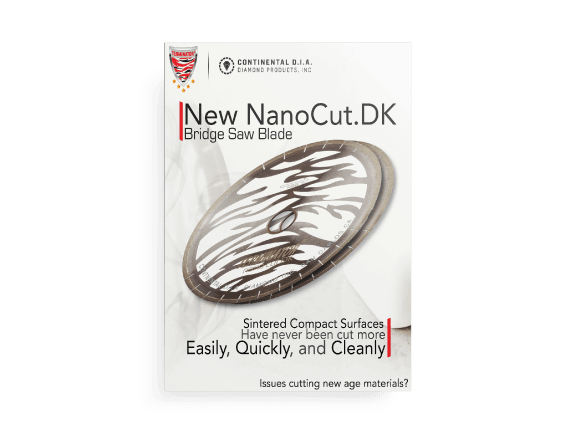 CONTINENTAL D.I.A.
DIAMOND PRODUCTS, INC
New NanoCut.DK
Bridge Saw Blade
Sintered Compact Surfaces
Have never been cut more
Easily, Quickly, and Cleanly
Issues cutting new age materials?